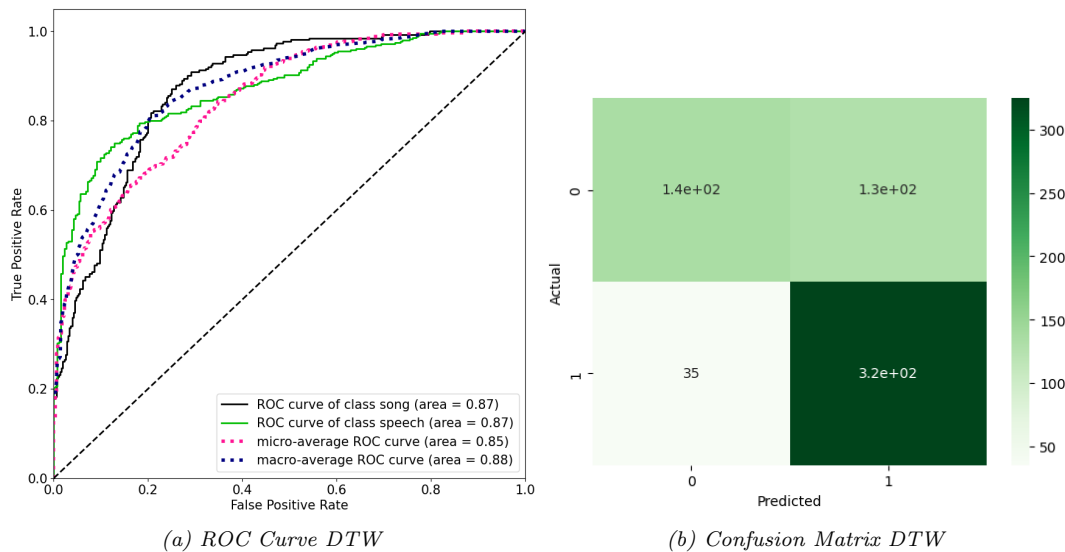 1.0
0.8
0.6
0.4
0.2
0.0
True Positive Rate
0.0 0.2 0.4 0.6 0.8 1.0
False Positive Rate
ROC curve of class song (area = 0.87)
ROC curve of class speech (area = 0.87)
micro-average ROC curve (area = 0.85)
macro-average ROC curve (area = 0.88)
(a) ROC Curve DTW
Actual
0
1
1.4e+02 1.3e+02
35 3.2e+02
0 1
Predicted
300
250
200
150
100
50
(b) Confusion Matrix DTW